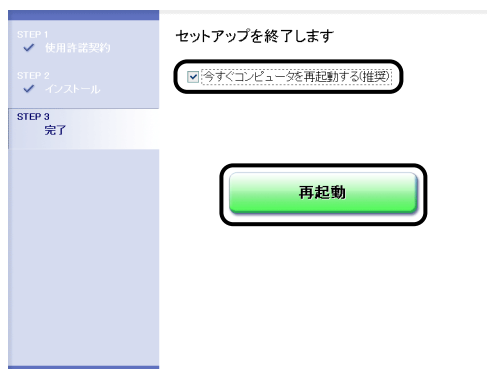 STEP 1
使用許諾契約
STEP 2
インストール
STEP 3
完了
セットアップを終了します
今すぐコンピュータを再起動する(推奨)
再起動